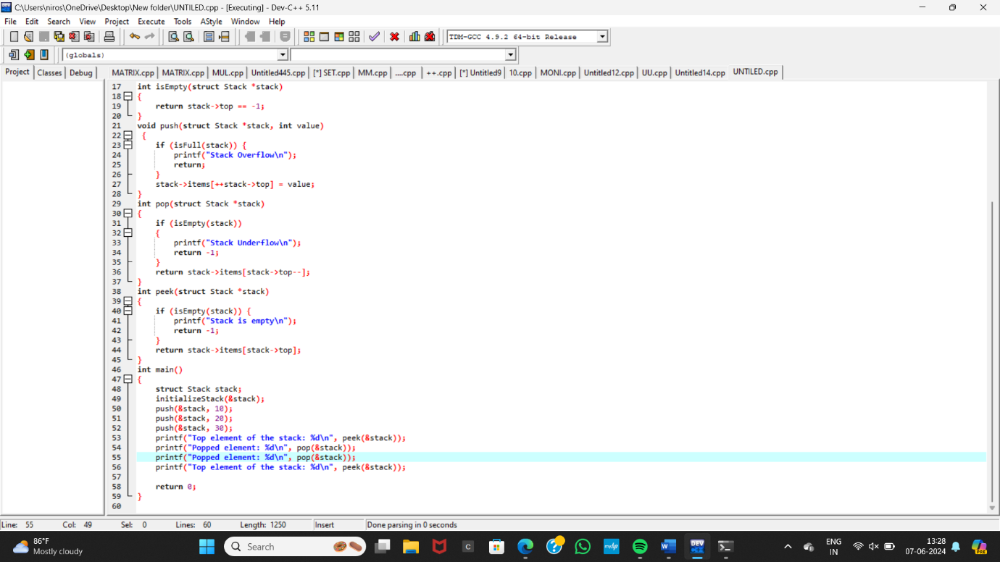 C:\Users\niros\OneDrive\Desktop\New folder\UNTILED.cpp - [Executing] - Dev-C++ 5.11
File Edit Search View Project Execute Tools AStyle Window Help
TDM-GCC 4.9.2 64-bit Release
(globals)
Project Classes Debug MATRIX.cpp MATRIX.cpp MUL.cpp Untitled445.cpp [*] SET.cpp MM.cpp ....cpp ++.cpp [*] Untitled9 10.cpp MONI.cpp Untitled12.cpp UU.cpp Untitled14.cpp UNTILED.cpp
17 int isEmpty(struct Stack *stack)
18 {
19 return stack->top == -1;
20 }
21 void push(struct Stack *stack, int value)
22 {
23 if (isFull(stack)) {
24 printf("Stack Overflow\n");
25 return;
26 }
27 stack->items[++stack->top] = value;
28 }
29 int pop(struct Stack *stack)
30 {
31 if (isEmpty(stack))
32 {
33 printf("Stack Underflow\n");
34 return -1;
35 }
36 return stack->items[stack->top--];
37 }
38 int peek(struct Stack *stack)
39 {
40 if (isEmpty(stack)) {
41 printf("Stack is empty\n");
42 return -1;
43 }
44 return stack->items[stack->top];
45 }
46 int main()
47 {
48 struct Stack stack;
49 initializeStack(&stack);
50 push(&stack, 10);
51 push(&stack, 20);
52 push(&stack, 30);
53 printf("Top element of the stack: %d\n", peek(&stack));
54 printf("Popped element: %d\n", pop(&stack));
55 printf("Popped element: %d\n", pop(&stack));
56 printf("Top element of the stack: %d\n", peek(&stack));
57
58 return 0;
59 }
60
Line: 55 Col: 49 Sel: 0 Lines: 60 Length: 1250 Insert Done parsing in 0 seconds
86°F
Mostly cloudy
Search
ENG
IN
13:28
07-06-2024